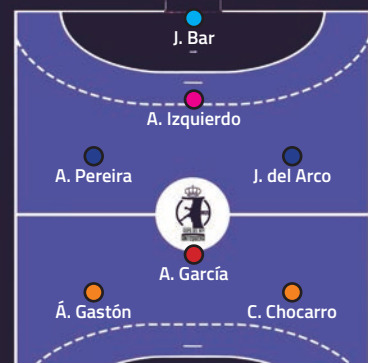 J. Bar
A. Izquierdo
A. Pereira
J. del Arco
A. García
Á. Gastón
C. Chocarro